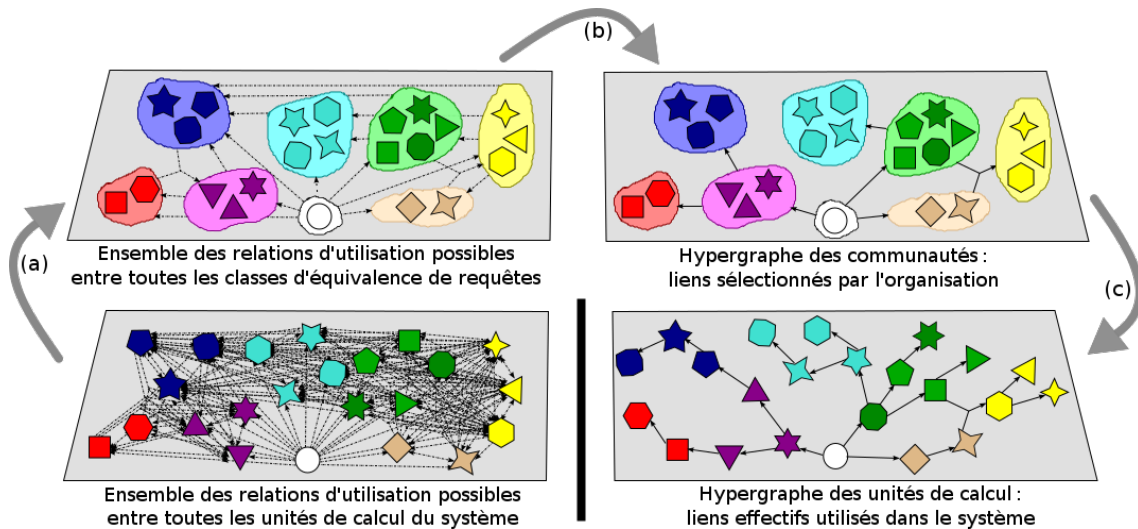 (b)
Ensemble des relations d'utilisation possibles
entre toutes les classes d'équivalence de requêtes
Hypergraphe des communautés :
liens sélectionnés par l'organisation
(a)
(c)
Ensemble des relations d'utilisation possibles
entre toutes les unités de calcul du système
Hypergraphe des unités de calcul :
liens effectifs utilisés dans le système